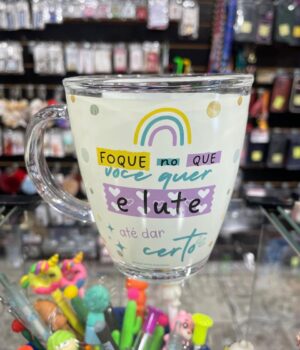 FOQUE no QUE
você quer
e lute
até dar
certo